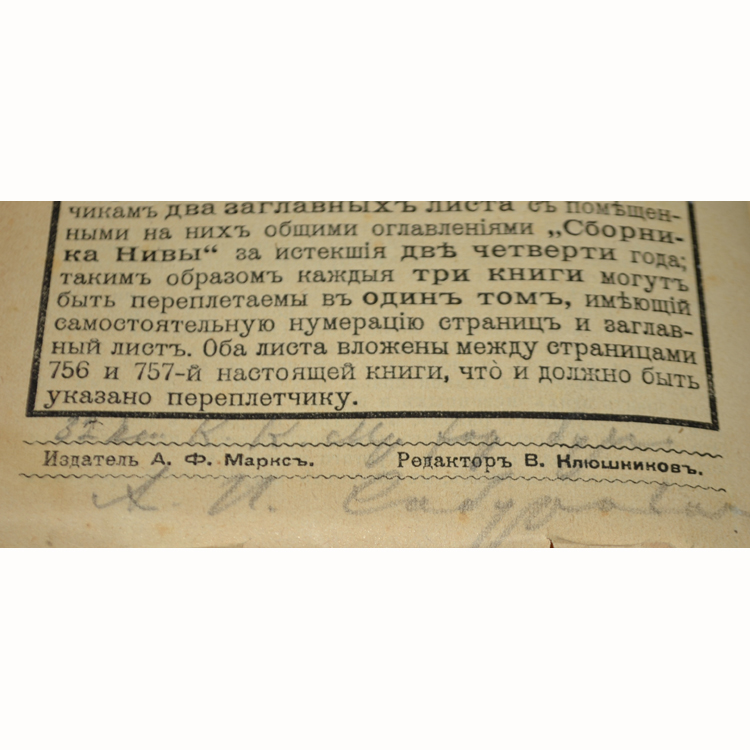 чикамъ два заглавныхъ листа съ помѣщен-
ными на нихъ общими оглавленіями „Сборни-
ка Нивы“ за истекшія двѣ четверти года;
такимъ образомъ каждыя три книги могутъ
быть переплетаемы въ одинъ томъ, имѣющій
самостоятельную нумерацію страницъ и заглав-
ный листъ. Оба листа вложены между страницами
756 и 757-й настоящей книги, что̀ и должно быть
указано переплетчику.
Издатель А. Ф. Марксъ. Редакторъ В. Клюшниковъ.